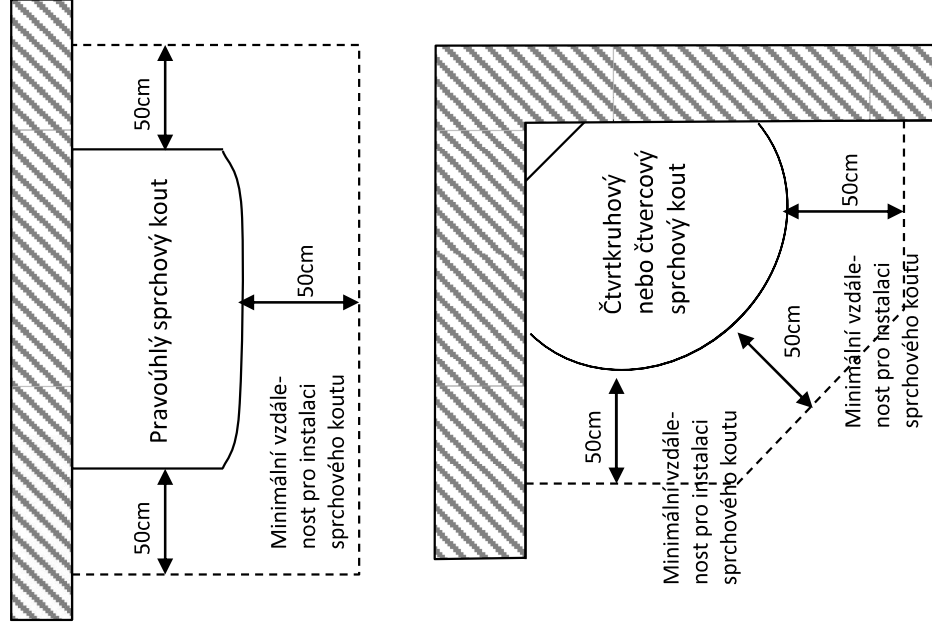 50cm
Pravoúhlý sprchový kout
50cm
50cm
Minimální vzdále-
nost pro instalaci
sprchového koutu
Čtvrtkruhový
nebo čtvercový
sprchový kout
50cm
50cm
50cm
Minimální vzdále-
nost pro instalaci
sprchového koutu
Minimální vzdále-
nost pro instalaci
sprchového koutu